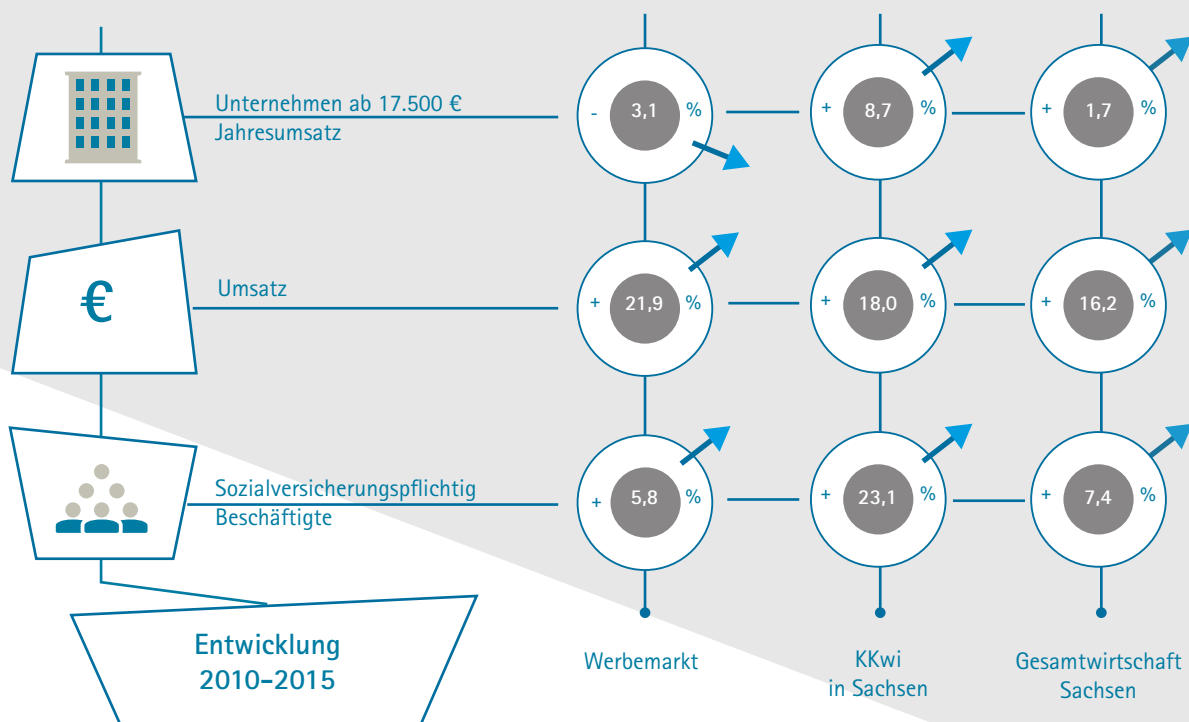 Unternehmen ab 17.500 €
Jahresumsatz
- 3,1 %
+ 8,7 %
+ 1,7 %
€
Umsatz
+ 21,9 %
+ 18,0 %
+ 16,2 %
Sozialversicherungspflichtig
Beschäftigte
+ 5,8 %
+ 23,1 %
+ 7,4 %
Entwicklung
2010–2015
Werbemarkt
KKwi
in Sachsen
Gesamtwirtschaft
Sachsen